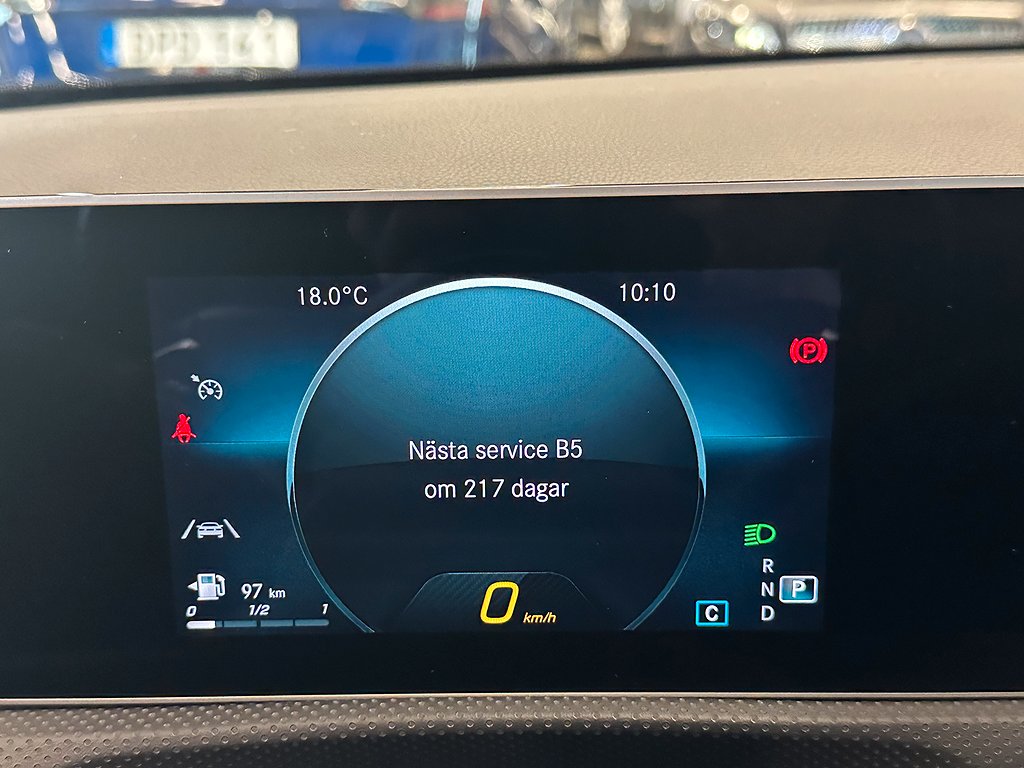 18.0°C
10:10
P
Nästa service B5
om 217 dagar
R
N P
D
97 km
0 1/2 1
0 km/h
C